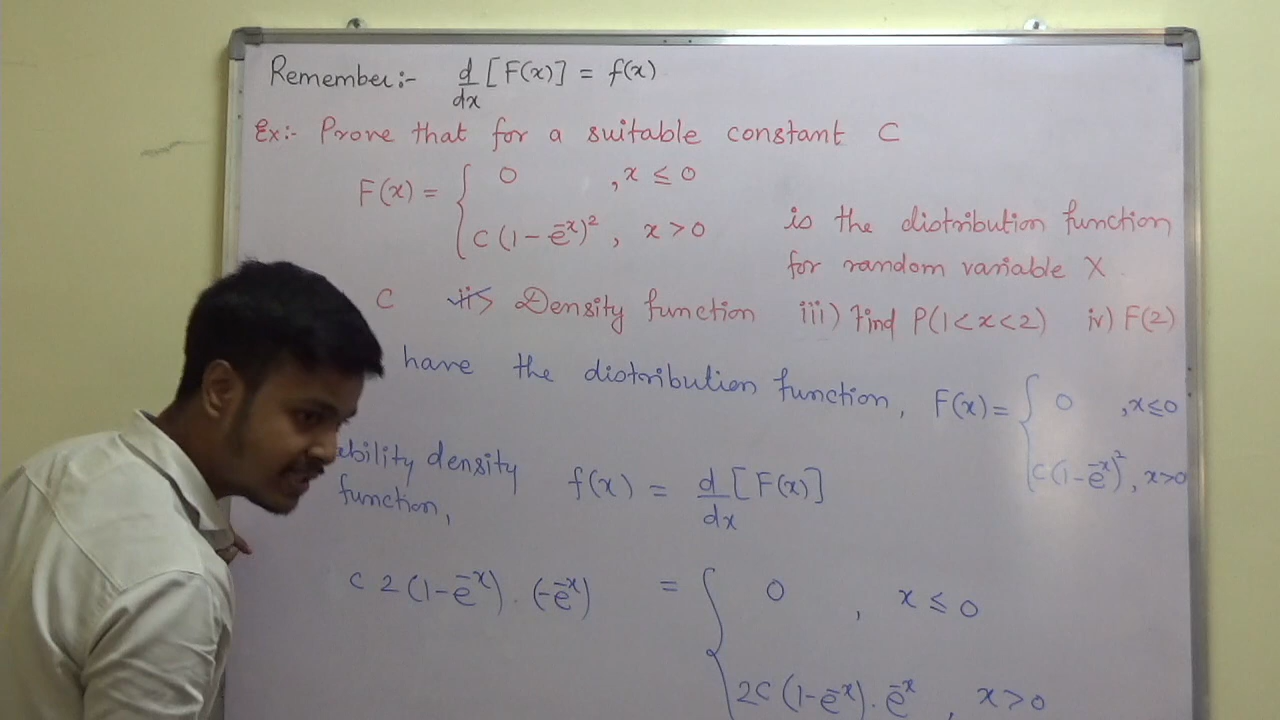 Remember:- d/dx [F(x)] = f(x)
Ex:- Prove that for a suitable constant C
F(x) = { 0 , x ≤ 0
C (1 - e⁻ˣ)² , x > 0 is the distribution function
for random variable X.
C ii> Density function iii) Find P(1<x<2) iv) F(2)
have the distribution function, F(x) = { 0 , x≤0
C(1-e⁻ˣ)² , x>0
ability density
function, f(x) = d/dx [F(x)]
c 2 (1-e⁻ˣ) . (-e⁻ˣ) = { 0 , x ≤ 0
2C (1-e⁻ˣ) . e⁻ˣ , x > 0